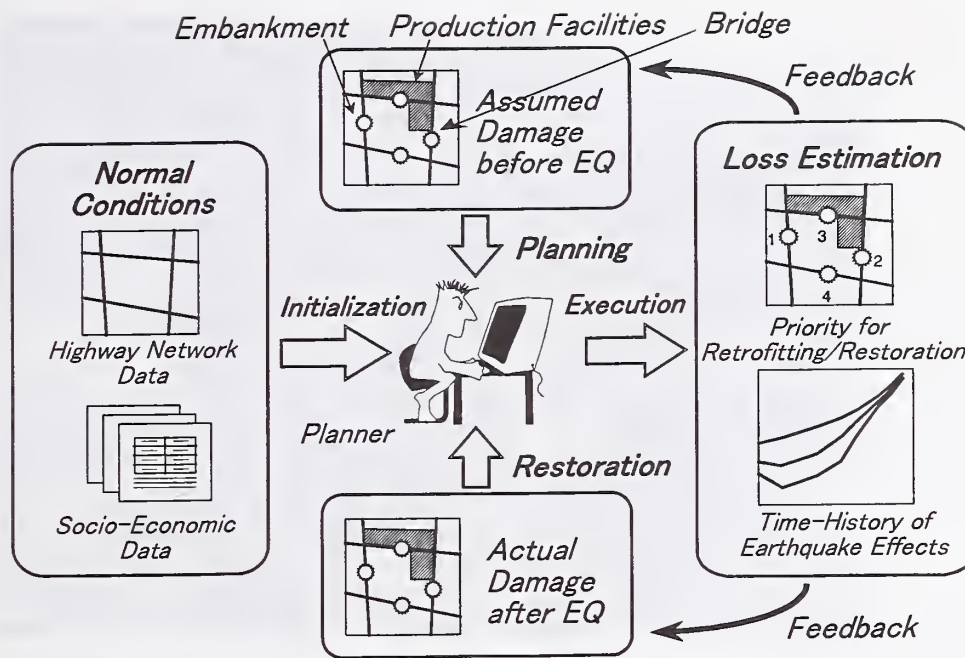 Embankment
Production Facilities
Bridge
Assumed
Damage
before EQ
Feedback
Normal
Conditions
Highway Network
Data
Socio-Economic
Data
Planning
Initialization
Execution
Planner
Restoration
Loss Estimation
1
3
2
4
Priority for
Retrofitting/Restoration
Time-History of
Earthquake Effects
Actual
Damage
after EQ
Feedback